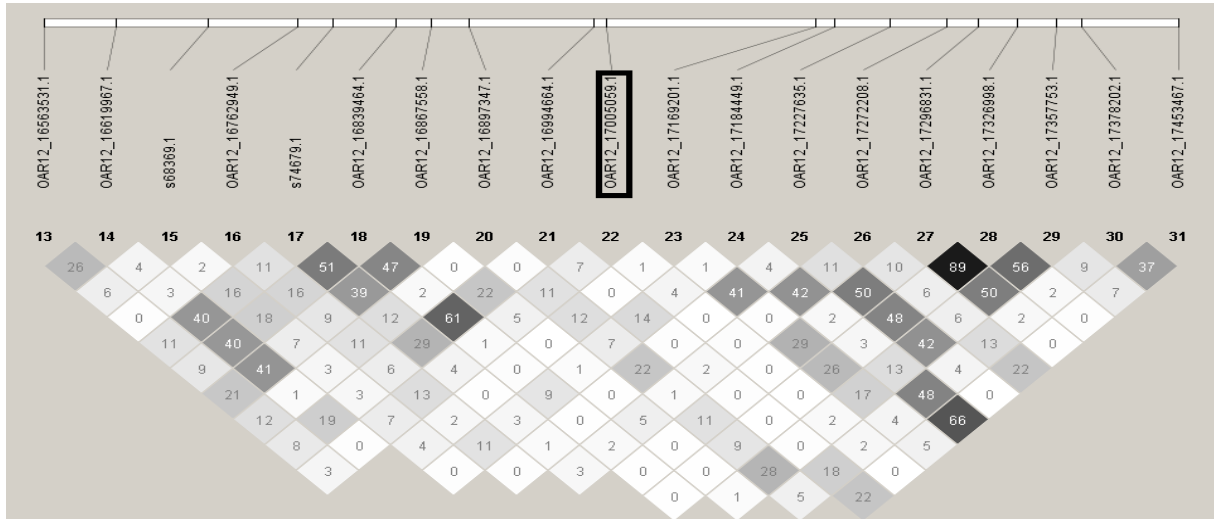 OAR12_16563531.1
OAR12_16619967.1
s68369.1
OAR12_16762949.1
s74679.1
OAR12_16839464.1
OAR12_16867558.1
OAR12_16897347.1
OAR12_16994664.1
OAR12_17005059.1
OAR12_17169201.1
OAR12_17184449.1
OAR12_17227635.1
OAR12_17272208.1
OAR12_17296831.1
OAR12_17326998.1
OAR12_17357753.1
OAR12_17378202.1
OAR12_17453467.1
13 14 15 16 17 18 19 20 21 22 23 24 25 26 27 28 29 30 31
26 4 2 11 51 47 0 0 7 1 1 4 11 10 89 56 9 37
6 3 16 16 39 2 22 11 0 4 41 42 50 6 50 2 7
0 40 18 9 12 61 5 12 14 0 0 2 48 6 2 0
11 40 7 11 29 1 0 7 0 0 29 3 42 13 0
9 41 3 6 4 0 1 22 2 0 26 13 4 22
21 1 3 13 0 9 0 1 0 0 17 48 0
12 19 7 2 3 0 5 11 0 2 4 66
8 0 4 11 1 2 0 9 0 2 5
3 0 0 3 0 0 28 18 0
0 1 5 22